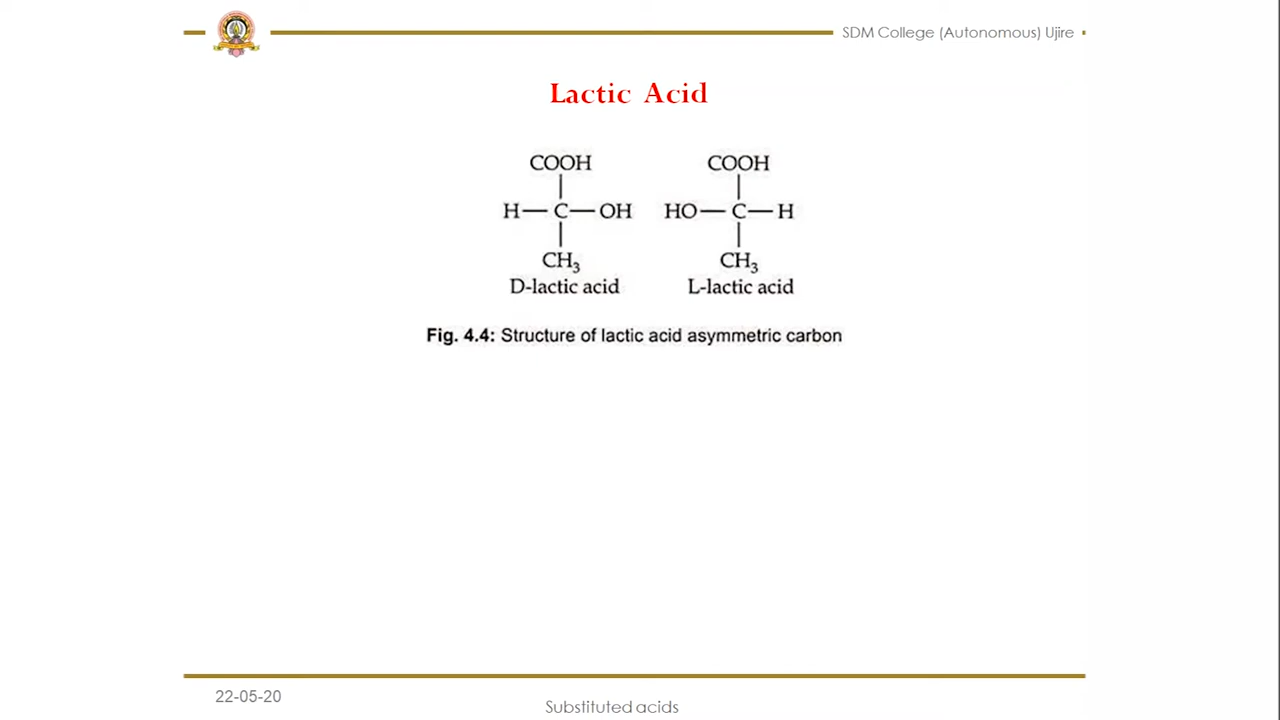 SDM College (Autonomous) Ujire
Lactic Acid
COOH COOH
H—C—OH HO—C—H
CH₃ CH₃
D-lactic acid L-lactic acid
Fig. 4.4: Structure of lactic acid asymmetric carbon
22-05-20
Substituted acids